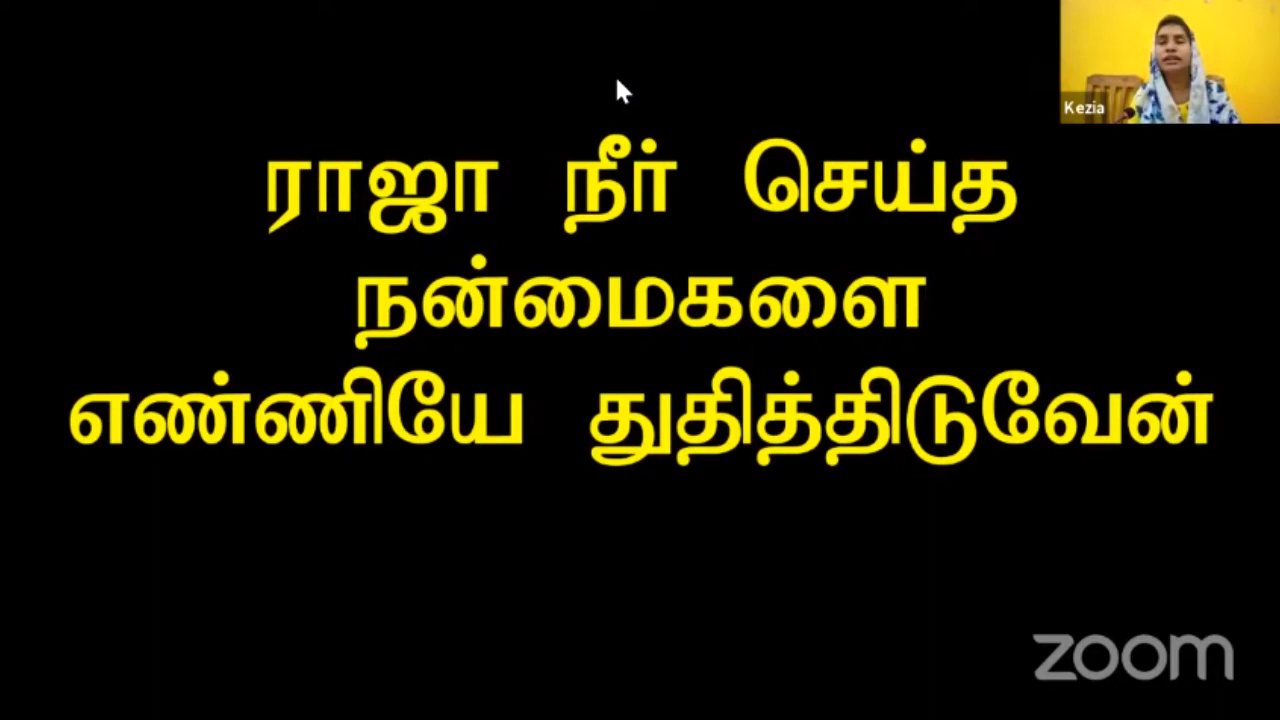 Kezia
ராஜா நீர் செய்த
நன்மைகளை
எண்ணியே துதித்திடுவேன்
zoom